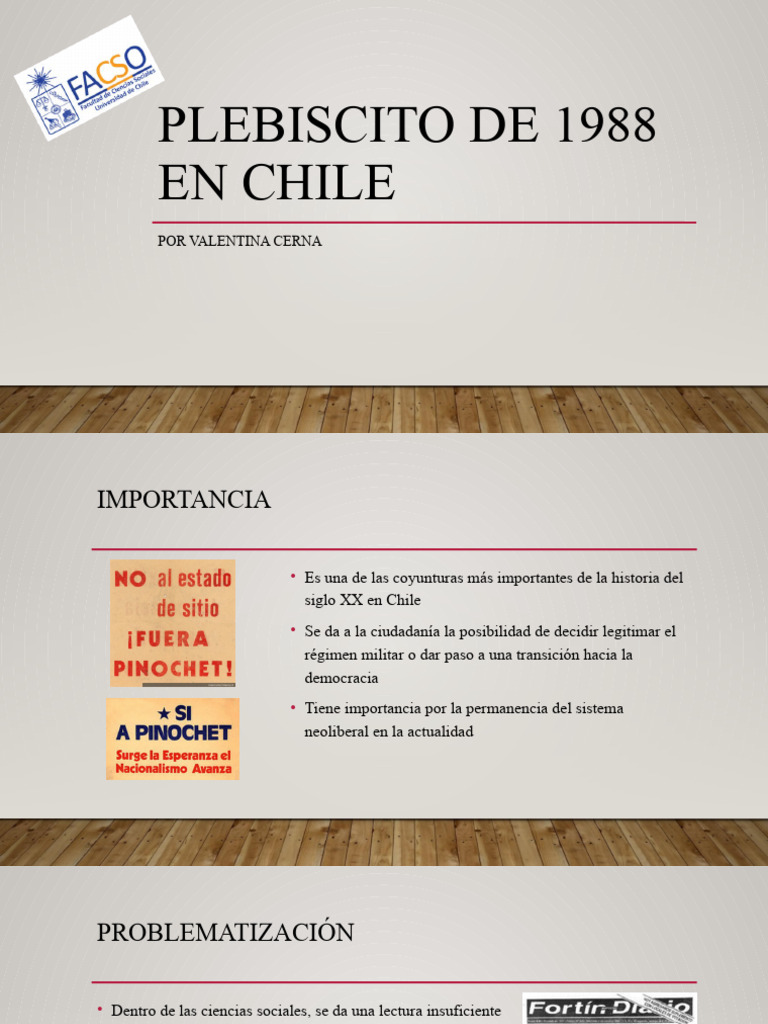 FACSO
Facultad de Ciencias Sociales
Universidad de Chile
PLEBISCITO DE 1988
EN CHILE
POR VALENTINA CERNA
IMPORTANCIA
NO al estado
de sitio
¡FUERA
PINOCHET!
• Es una de las coyunturas más importantes de la historia del
siglo XX en Chile
• Se da a la ciudadanía la posibilidad de decidir legitimar el
régimen militar o dar paso a una transición hacia la
democracia
• Tiene importancia por la permanencia del sistema
neoliberal en la actualidad
★ SI
A PINOCHET
Surge la Esperanza el
Nacionalismo Avanza
PROBLEMATIZACIÓN
• Dentro de las ciencias sociales, se da una lectura insuficiente
Fortín Diario